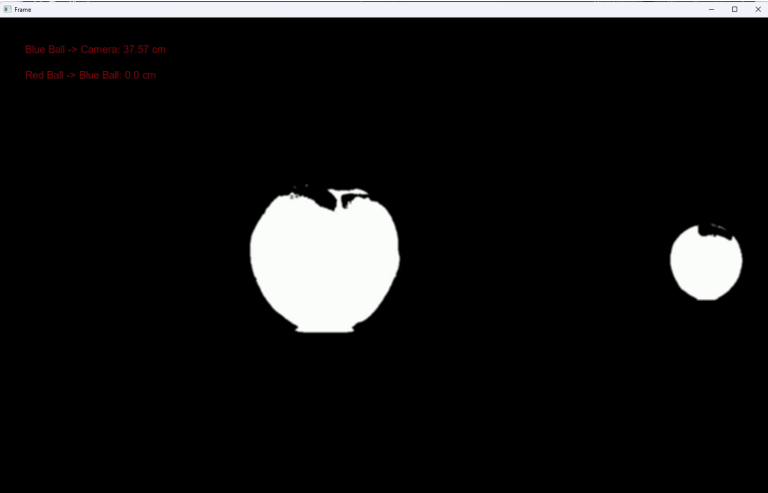 Frame
Blue Ball -> Camera: 37.57 cm
Red Ball -> Blue Ball: 0.0 cm